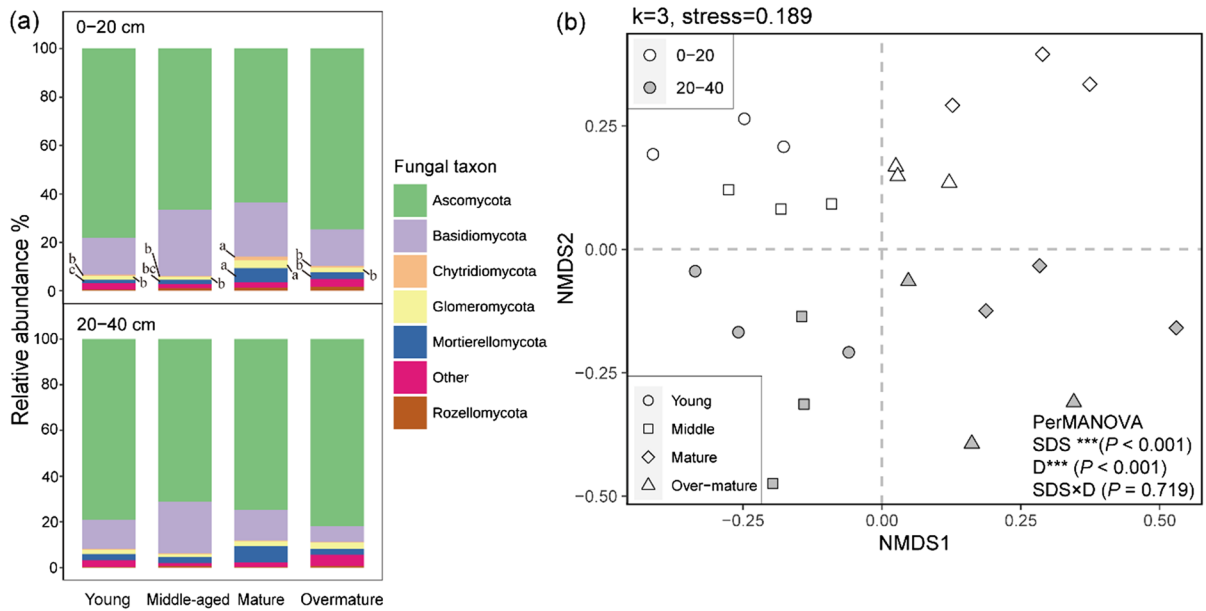 (a)
0−20 cm
Relative abundance %
100
80
60
40
20
0
b
c
b
b
bc
b
a
a
a
b
b
b
20−40 cm
100
80
60
40
20
0
Young
Middle-aged
Mature
Overmature
Fungal taxon
Ascomycota
Basidiomycota
Chytridiomycota
Glomeromycota
Mortierellomycota
Other
Rozellomycota
(b)
k=3, stress=0.189
0−20
20−40
NMDS2
0.25
0.00
−0.25
−0.50
Young
Middle
Mature
Over−mature
PerMANOVA
SDS ***(P < 0.001)
D*** (P < 0.001)
SDS×D (P = 0.719)
−0.25
0.00
0.25
0.50
NMDS1